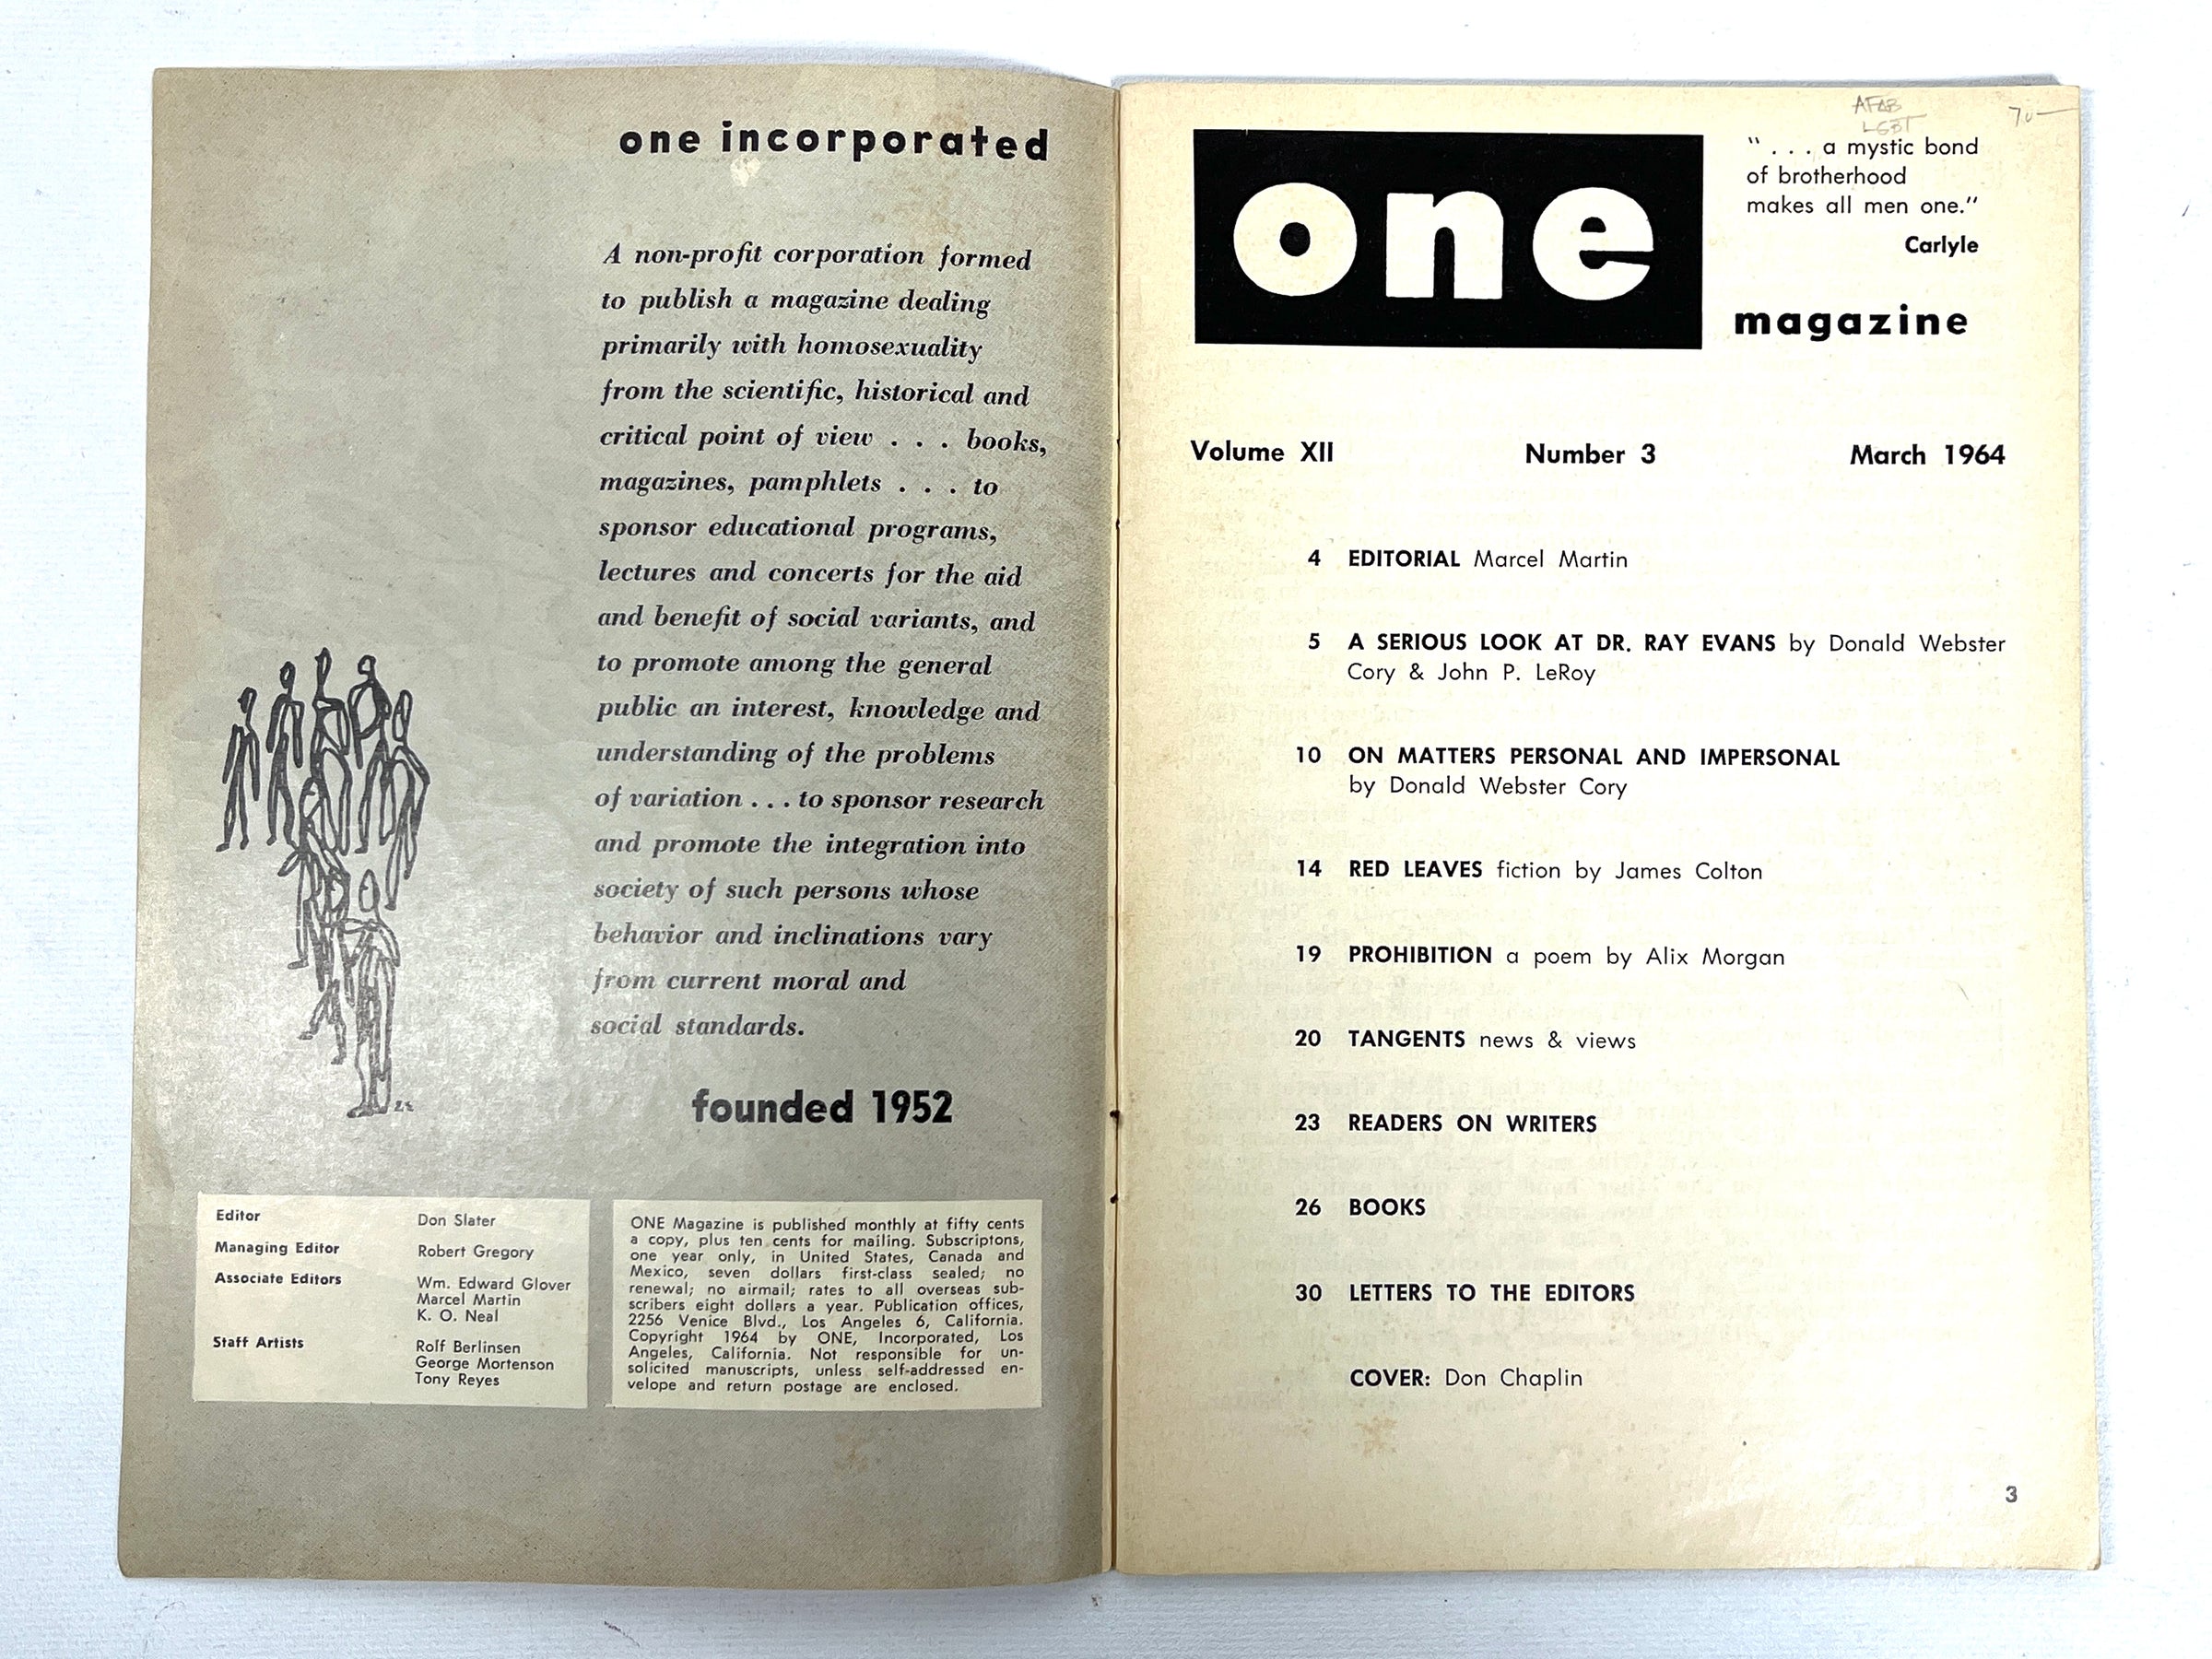 one incorporated
A non-profit corporation formed
to publish a magazine dealing
primarily with homosexuality
from the scientific, historical and
critical point of view . . . books,
magazines, pamphlets . . . to
sponsor educational programs,
lectures and concerts for the aid
and benefit of social variants, and
to promote among the general
public an interest, knowledge and
understanding of the problems
of variation . . . to sponsor research
and promote the integration into
society of such persons whose
behavior and inclinations vary
from current moral and
social standards.
founded 1952
Editor Don Slater
Managing Editor Robert Gregory
Associate Editors Wm. Edward Glover
Marcel Martin
K. O. Neal
Staff Artists Rolf Berlinsen
George Mortenson
Tony Reyes
ONE Magazine is published monthly at fifty cents
a copy, plus ten cents for mailing. Subscriptons,
one year only, in United States, Canada and
Mexico, seven dollars first-class sealed; no
renewal; no airmail; rates to all overseas sub-
scribers eight dollars a year. Publication offices,
2256 Venice Blvd., Los Angeles 6, California.
Copyright 1964 by ONE, Incorporated, Los
Angeles, California. Not responsible for un-
solicited manuscripts, unless self-addressed en-
velope and return postage are enclosed.
LGBT
70—
one
" . . . a mystic bond
of brotherhood
makes all men one."
Carlyle
magazine
Volume XII Number 3 March 1964
4 EDITORIAL Marcel Martin
5 A SERIOUS LOOK AT DR. RAY EVANS by Donald Webster
Cory & John P. LeRoy
10 ON MATTERS PERSONAL AND IMPERSONAL
by Donald Webster Cory
14 RED LEAVES fiction by James Colton
19 PROHIBITION a poem by Alix Morgan
20 TANGENTS news & views
23 READERS ON WRITERS
26 BOOKS
30 LETTERS TO THE EDITORS
COVER: Don Chaplin
3